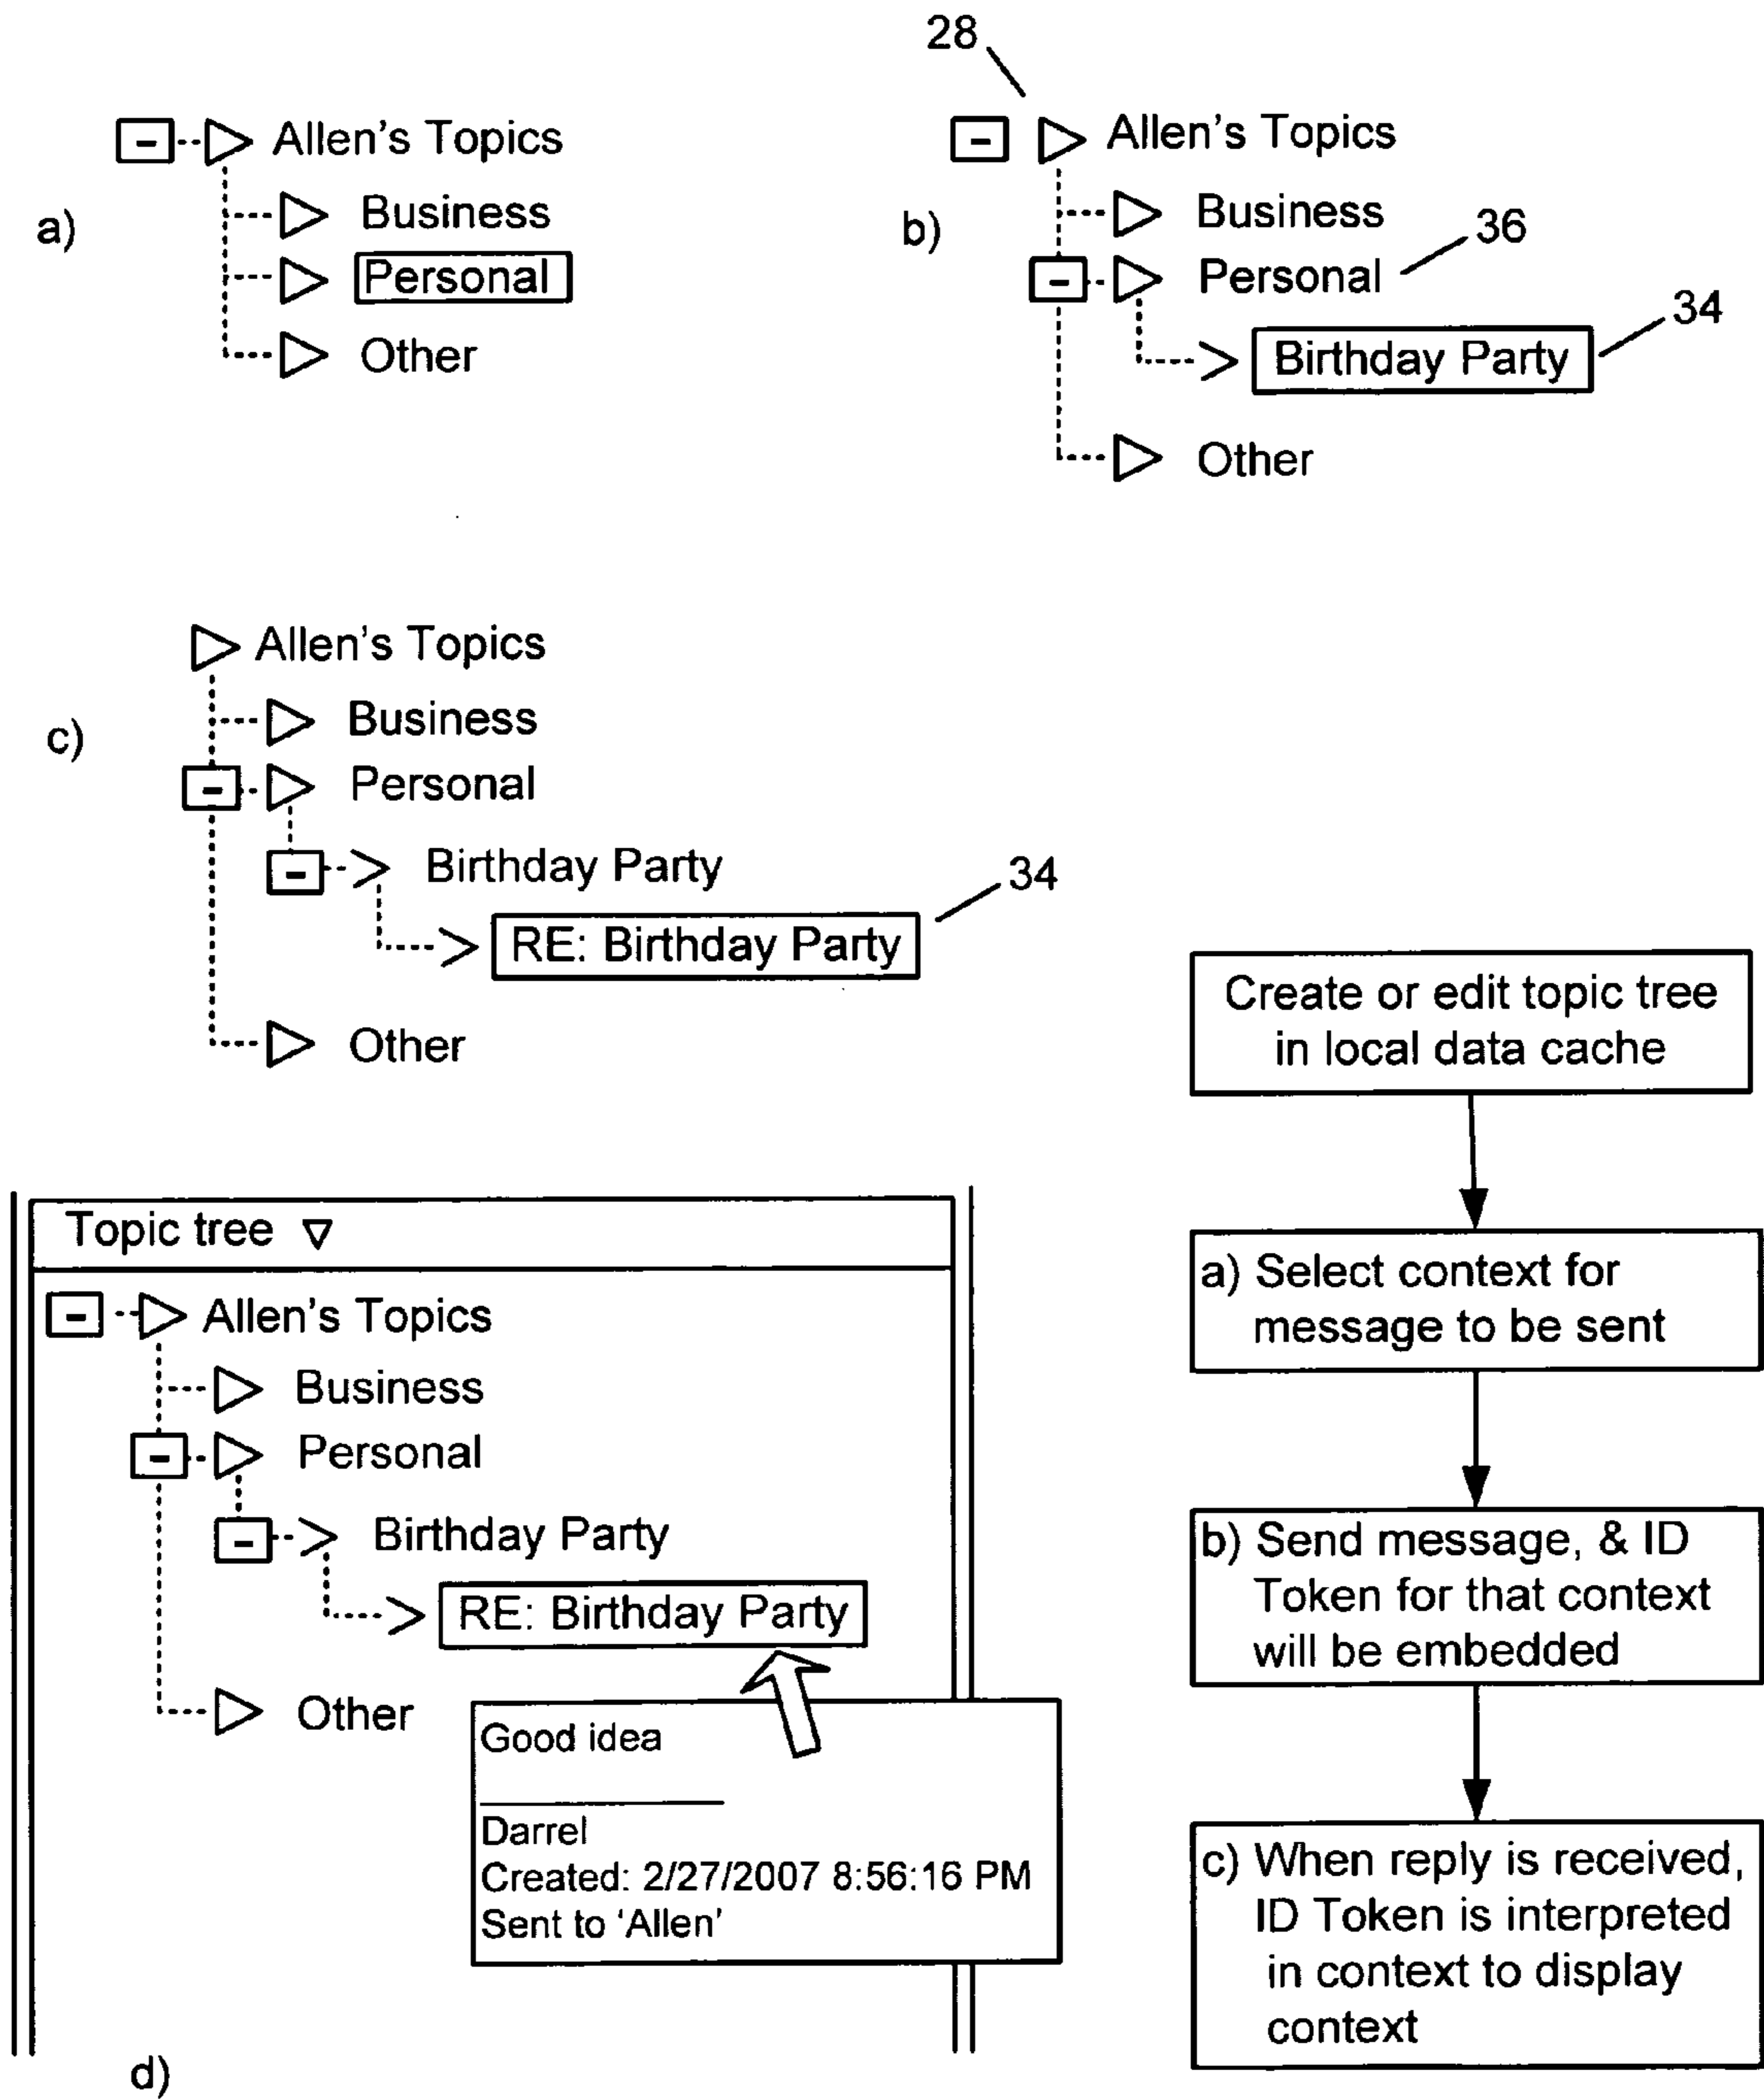 a)
[-] Allen's Topics
Business
Personal
Other
28
b)
[-] Allen's Topics
Business
[-] Personal
36
Birthday Party
34
Other
c)
Allen's Topics
Business
[-] Personal
[-] Birthday Party
RE: Birthday Party
34
Other
Topic tree
[-] Allen's Topics
Business
[-] Personal
[-] Birthday Party
RE: Birthday Party
Other
Good idea
Darrel
Created: 2/27/2007 8:56:16 PM
Sent to 'Allen'
d)
Create or edit topic tree
in local data cache
a) Select context for
message to be sent
b) Send message, & ID
Token for that context
will be embedded
c) When reply is received,
ID Token is interpreted
in context to display
context